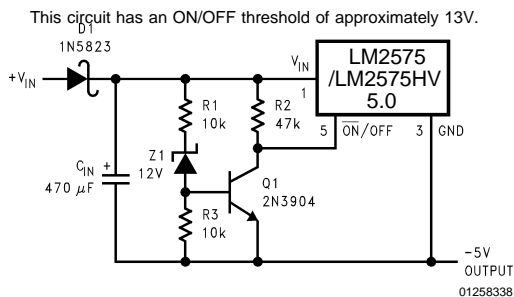 This circuit has an ON/OFF threshold of approximately 13V.
D1
1N5823
+VIN
VIN
1
LM2575
/LM2575HV
5.0
R1
10k
R2
47k
5
ON/OFF
3
GND
CIN
+
470 μF
Z1
12V
Q1
2N3904
R3
10k
−5V
OUTPUT
01258338